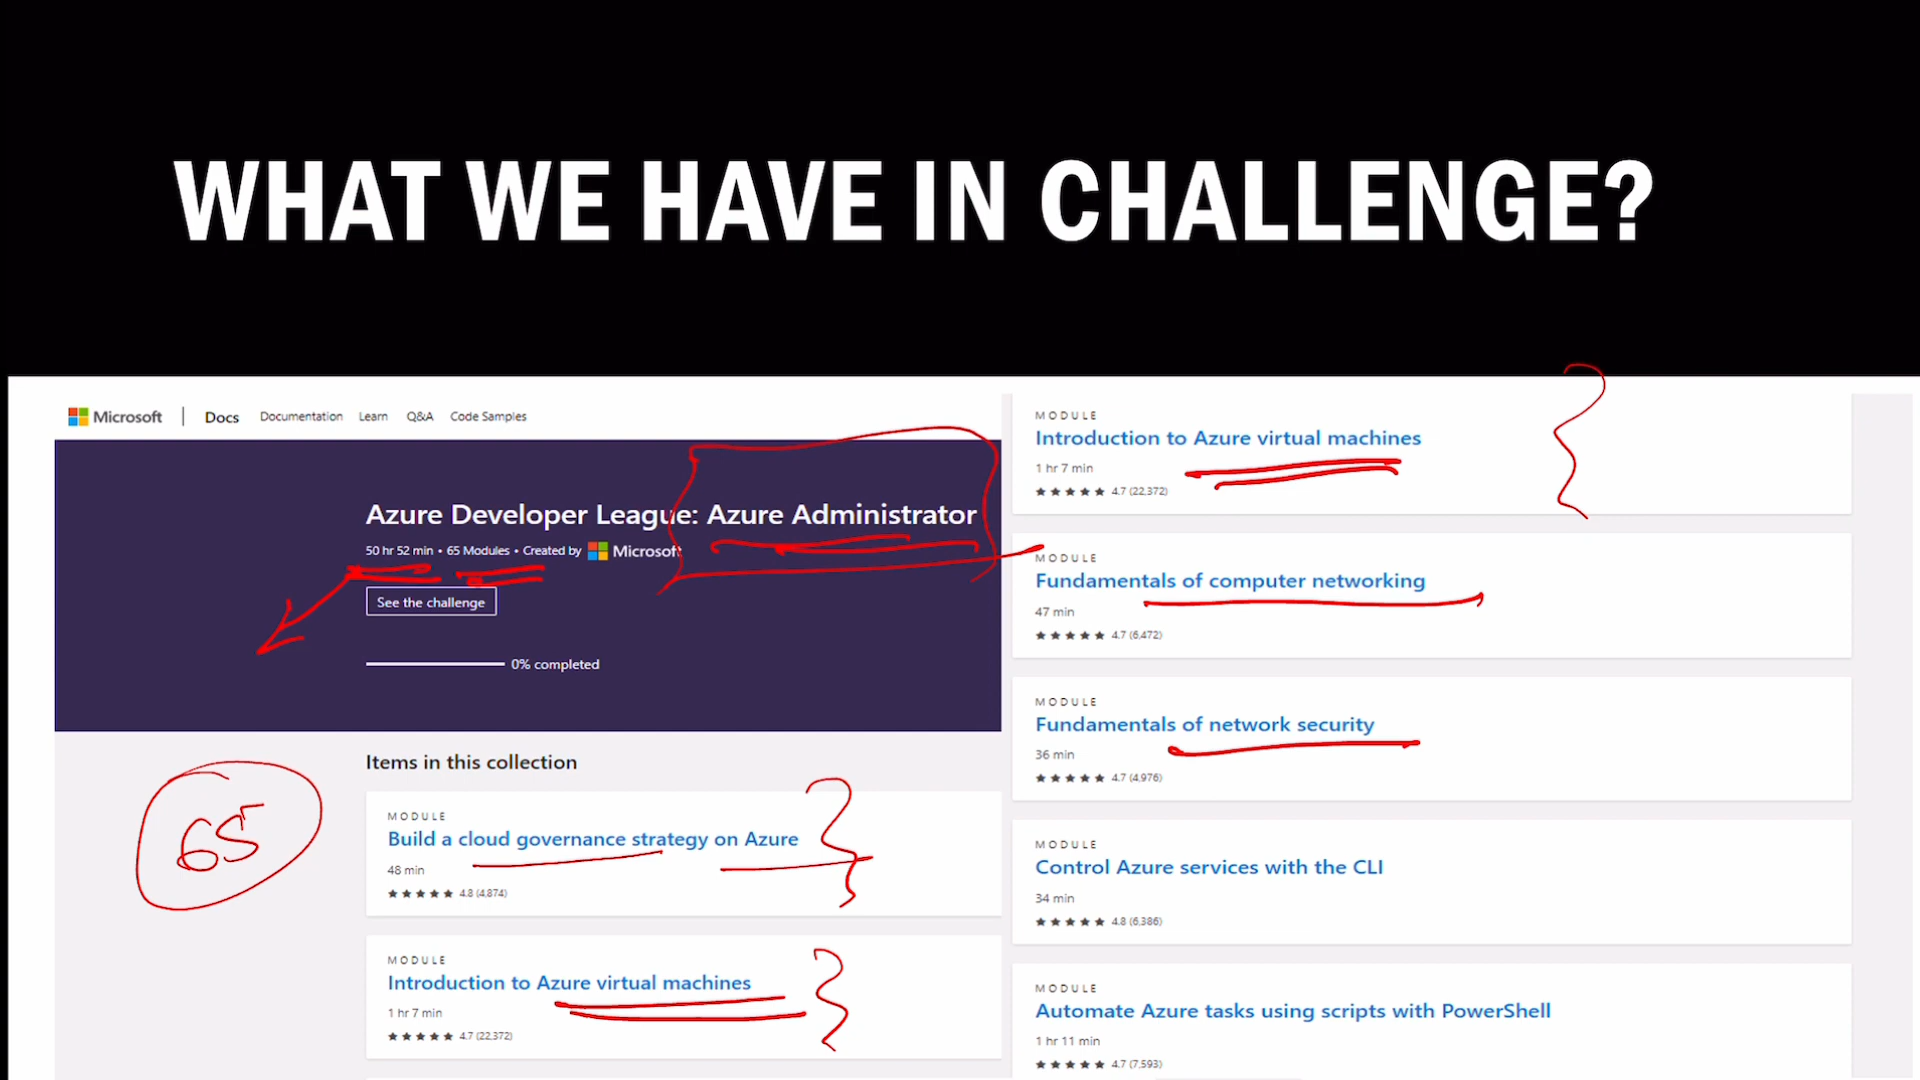 WHAT WE HAVE IN CHALLENGE?
Microsoft | Docs Documentation Learn Q&A Code Samples
Azure Developer League: Azure Administrator
50 hr 52 min • 65 Modules • Created by Microsoft
See the challenge
0% completed
65
Items in this collection
MODULE
Build a cloud governance strategy on Azure
48 min
4.8 (4,874)
MODULE
Introduction to Azure virtual machines
1 hr 7 min
4.7 (22,372)
MODULE
Introduction to Azure virtual machines
1 hr 7 min
4.7 (22,372)
MODULE
Fundamentals of computer networking
47 min
4.7 (6,472)
MODULE
Fundamentals of network security
36 min
4.7 (4,976)
MODULE
Control Azure services with the CLI
34 min
4.8 (6,386)
MODULE
Automate Azure tasks using scripts with PowerShell
1 hr 11 min
4.7 (7,593)